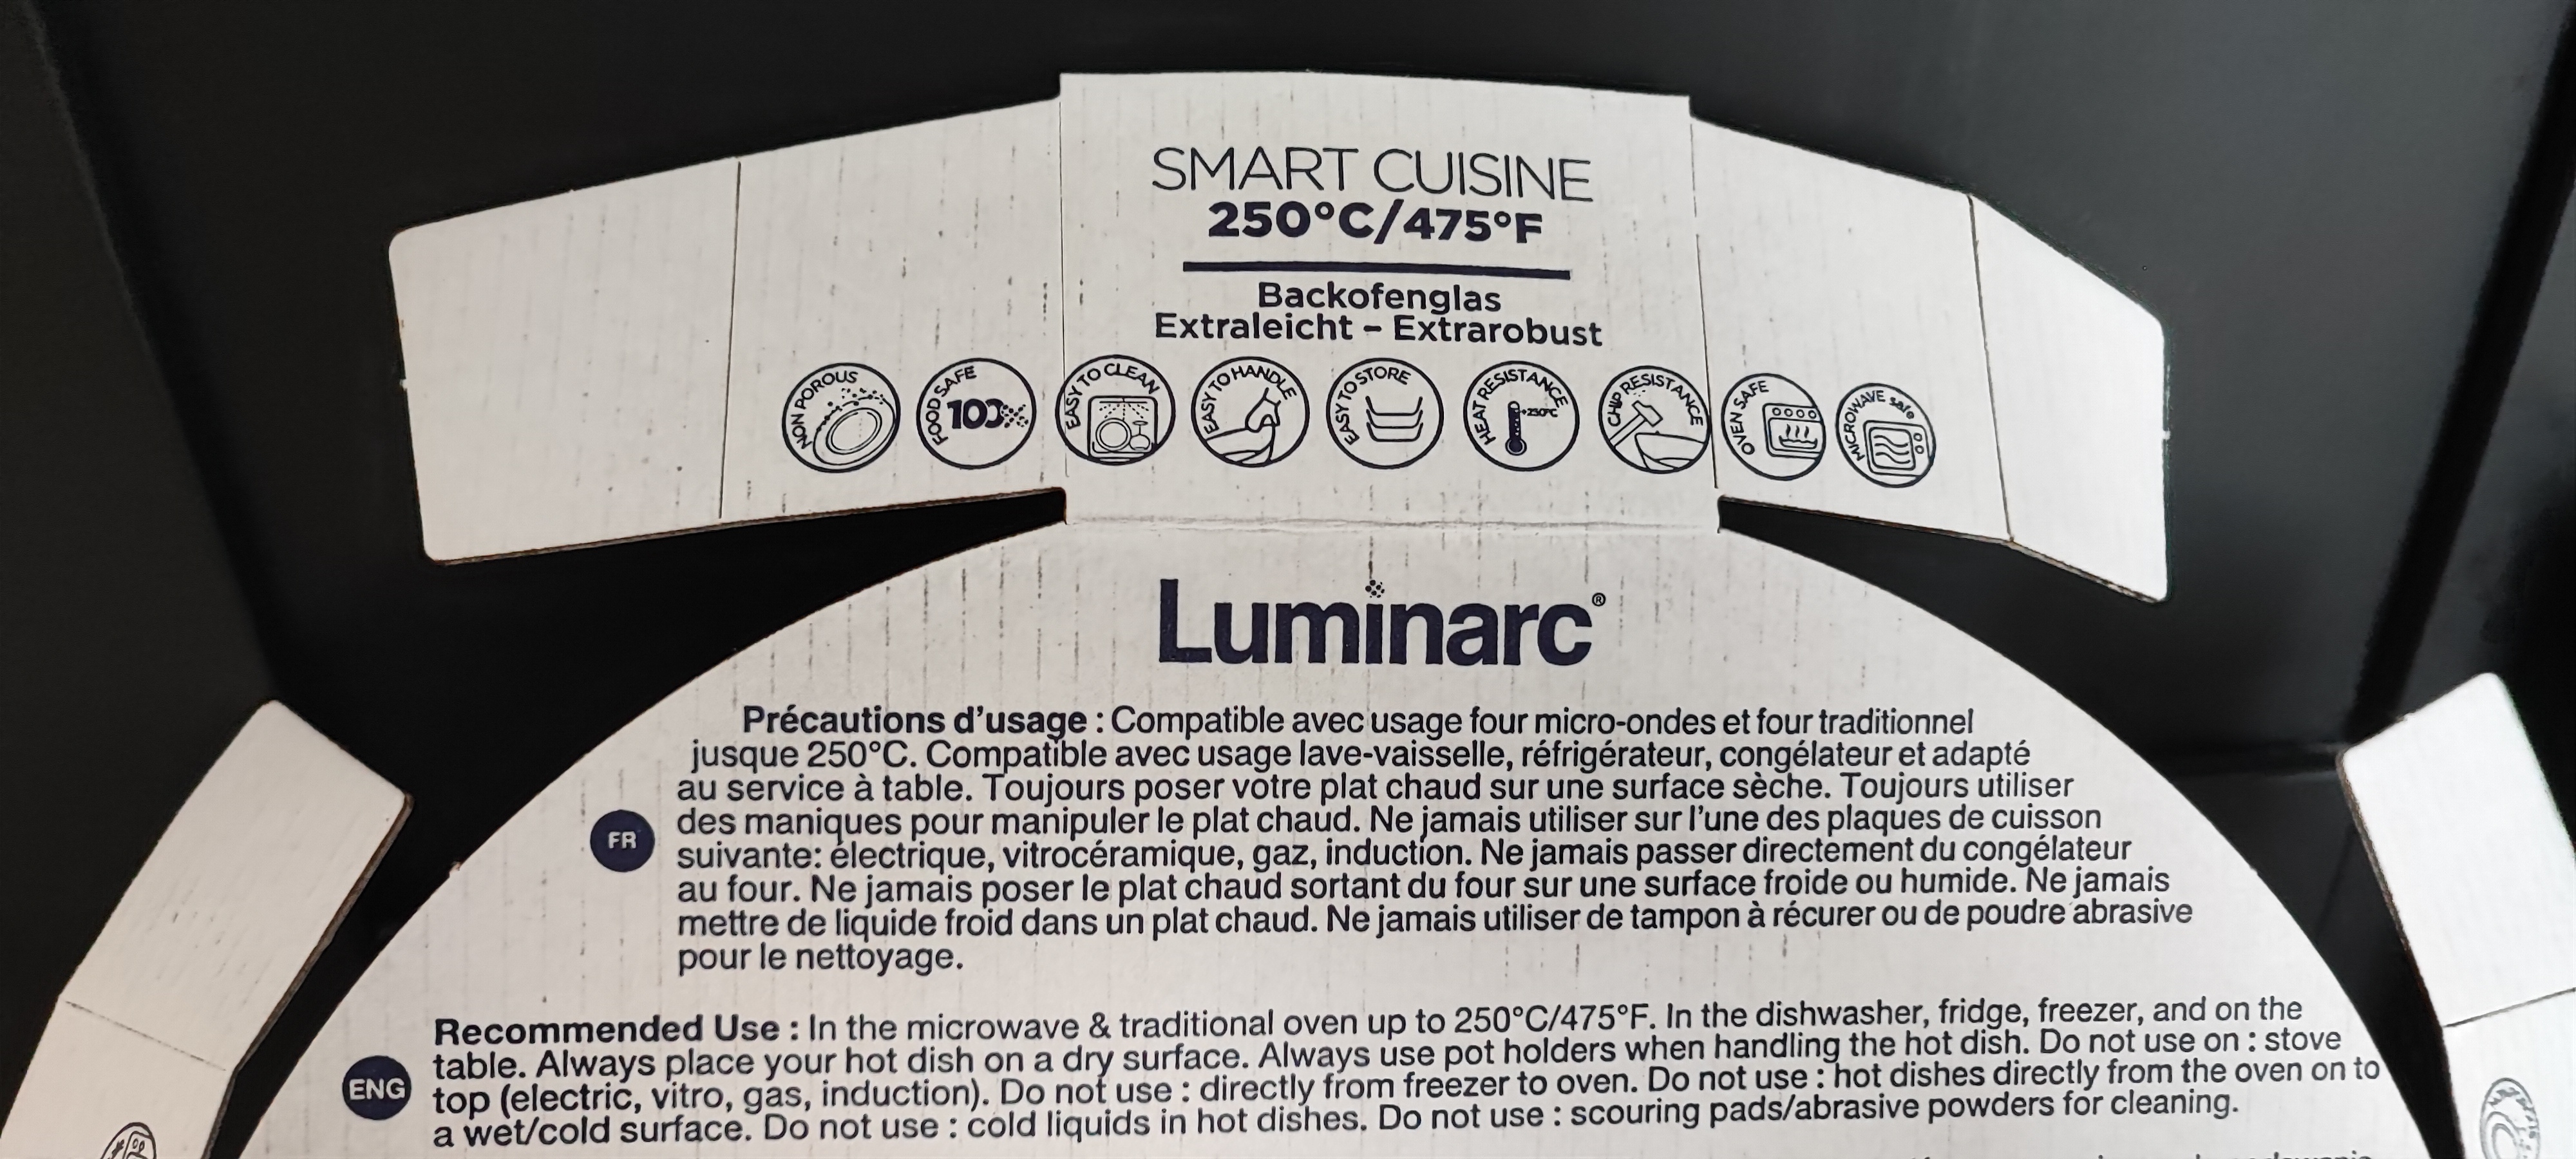 SMART CUISINE
250°C/475°F
Backofenglas
Extraleicht – Extrarobust
NON POROUS
FOOD SAFE
100%
EASY TO CLEAN
EASY TO HANDLE
EASY TO STORE
HEAT RESISTANCE
+250°C
CHIP RESISTANCE
OVEN SAFE
MICROWAVE safe
Luminarc®
Précautions d'usage : Compatible avec usage four micro-ondes et four traditionnel
jusque 250°C. Compatible avec usage lave-vaisselle, réfrigérateur, congélateur et adapté
au service à table. Toujours poser votre plat chaud sur une surface sèche. Toujours utiliser
FR
des maniques pour manipuler le plat chaud. Ne jamais utiliser sur l'une des plaques de cuisson
suivante: électrique, vitrocéramique, gaz, induction. Ne jamais passer directement du congélateur
au four. Ne jamais poser le plat chaud sortant du four sur une surface froide ou humide. Ne jamais
mettre de liquide froid dans un plat chaud. Ne jamais utiliser de tampon à récurer ou de poudre abrasive
pour le nettoyage.
Recommended Use : In the microwave & traditional oven up to 250°C/475°F. In the dishwasher, fridge, freezer, and on the
table. Always place your hot dish on a dry surface. Always use pot holders when handling the hot dish. Do not use on : stove
ENG
top (electric, vitro, gas, induction). Do not use : directly from freezer to oven. Do not use : hot dishes directly from the oven on to
a wet/cold surface. Do not use : cold liquids in hot dishes. Do not use : scouring pads/abrasive powders for cleaning.